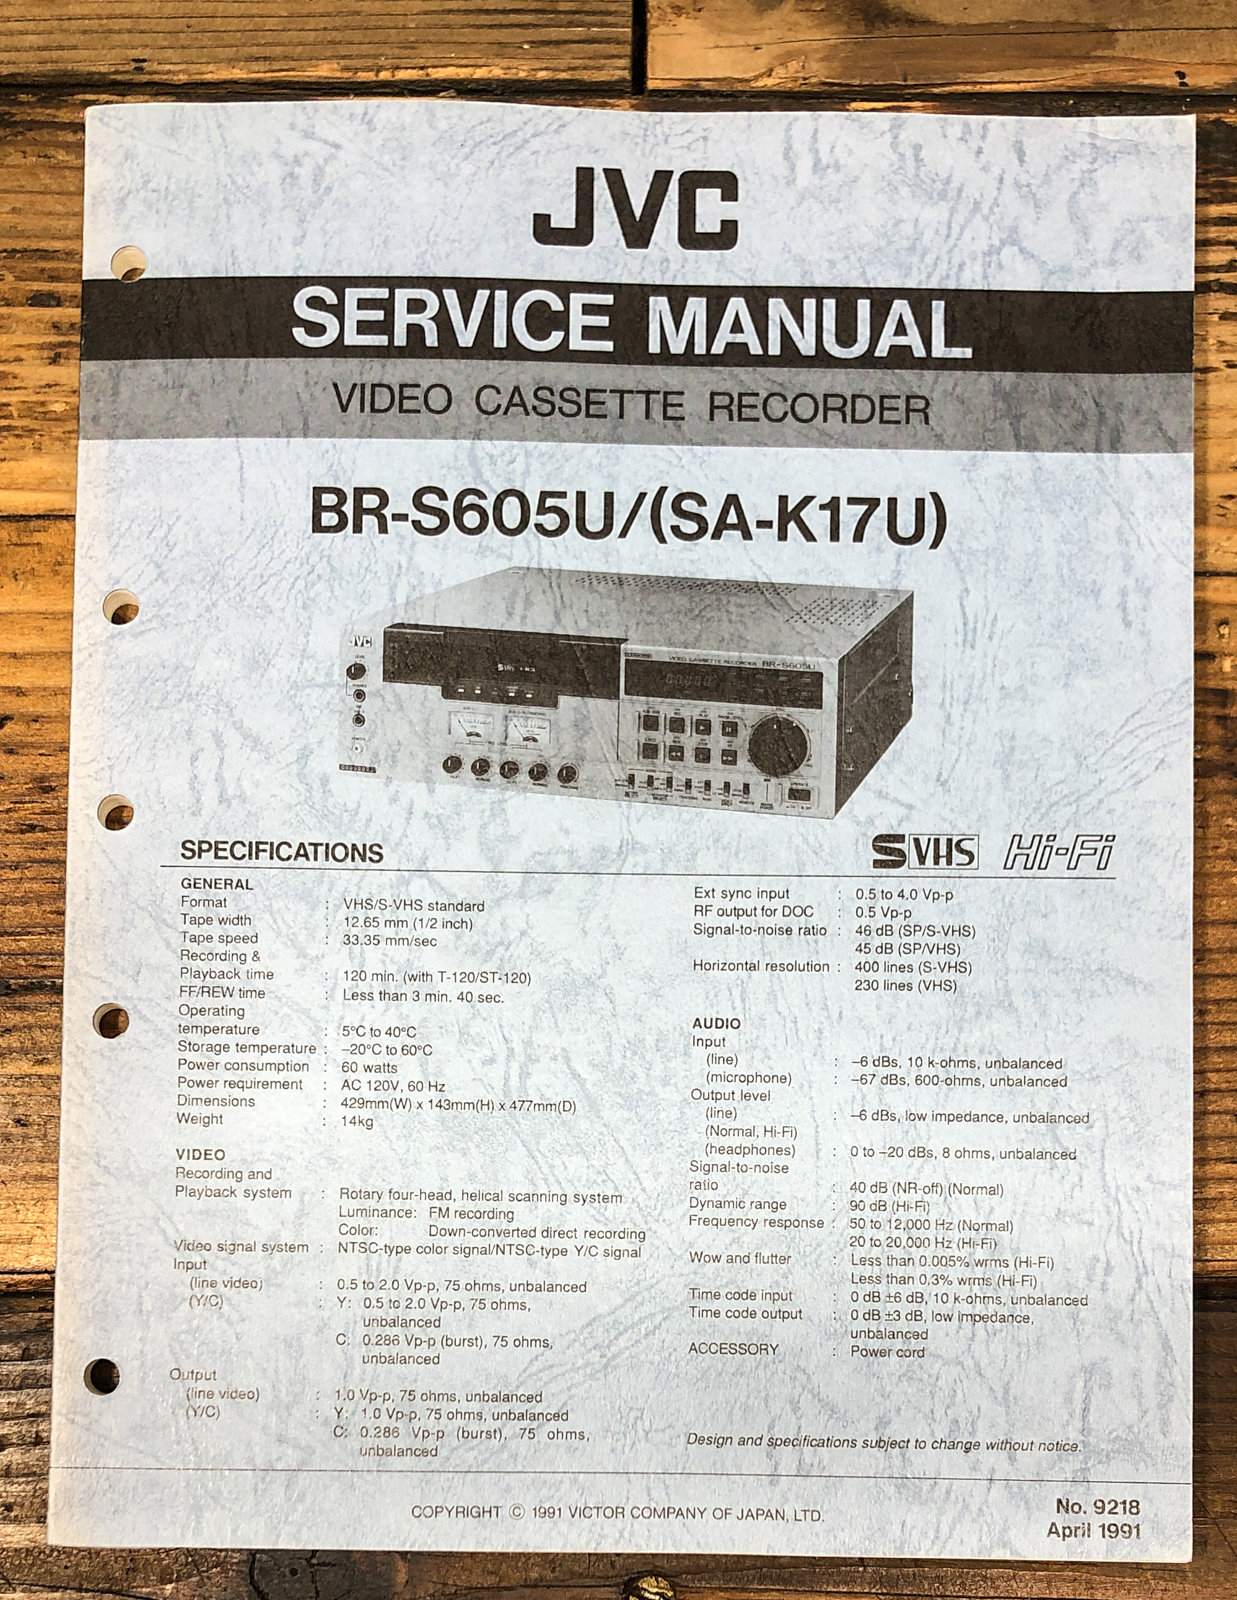 JVC
SERVICE MANUAL
VIDEO CASSETTE RECORDER
BR-S605U/(SA-K17U)
JVC
SVHS
VIDEO CASSETTE RECORDER BR-S605U
SPECIFICATIONS
SVHS Hi-Fi
GENERAL
Format : VHS/S-VHS standard
Tape width : 12.65 mm (1/2 inch)
Tape speed : 33.35 mm/sec
Recording &
Playback time : 120 min. (with T-120/ST-120)
FF/REW time : Less than 3 min. 40 sec.
Operating
temperature : 5°C to 40°C
Storage temperature : –20°C to 60°C
Power consumption : 60 watts
Power requirement : AC 120V, 60 Hz
Dimensions : 429mm(W) x 143mm(H) x 477mm(D)
Weight : 14kg
VIDEO
Recording and
Playback system : Rotary four-head, helical scanning system
Luminance: FM recording
Color: Down-converted direct recording
Video signal system : NTSC-type color signal/NTSC-type Y/C signal
Input
(line video) : 0.5 to 2.0 Vp-p, 75 ohms, unbalanced
(Y/C) : Y: 0.5 to 2.0 Vp-p, 75 ohms,
unbalanced
C: 0.286 Vp-p (burst), 75 ohms,
unbalanced
Output
(line video) : 1.0 Vp-p, 75 ohms, unbalanced
(Y/C) : Y: 1.0 Vp-p, 75 ohms, unbalanced
C: 0.286 Vp-p (burst), 75 ohms,
unbalanced
Ext sync input : 0.5 to 4.0 Vp-p
RF output for DOC : 0.5 Vp-p
Signal-to-noise ratio : 46 dB (SP/S-VHS)
45 dB (SP/VHS)
Horizontal resolution : 400 lines (S-VHS)
230 lines (VHS)
AUDIO
Input
(line) : –6 dBs, 10 k-ohms, unbalanced
(microphone) : –67 dBs, 600-ohms, unbalanced
Output level
(line) : –6 dBs, low impedance, unbalanced
(Normal, Hi-Fi)
(headphones) : 0 to –20 dBs, 8 ohms, unbalanced
Signal-to-noise
ratio : 40 dB (NR-off) (Normal)
Dynamic range : 90 dB (Hi-Fi)
Frequency response : 50 to 12,000 Hz (Normal)
20 to 20,000 Hz (Hi-Fi)
Wow and flutter : Less than 0.005% wrms (Hi-Fi)
Less than 0.3% wrms (Hi-Fi)
Time code input : 0 dB ±6 dB, 10 k-ohms, unbalanced
Time code output : 0 dB ±3 dB, low impedance,
unbalanced
ACCESSORY : Power cord
Design and specifications subject to change without notice.
COPYRIGHT © 1991 VICTOR COMPANY OF JAPAN, LTD.
No. 9218
April 1991